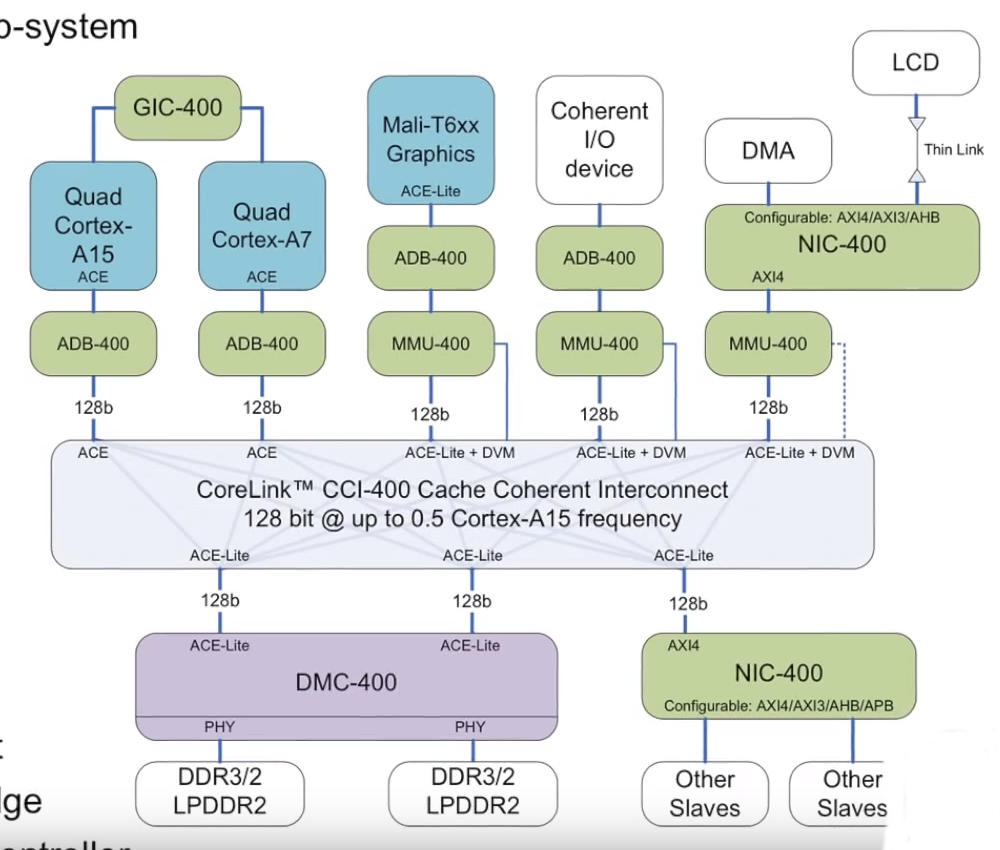 o-system
LCD
GIC-400
Mali-T6xx
Graphics
ACE-Lite
Coherent
I/O
device
DMA
Thin Link
Quad
Cortex-
A15
ACE
Quad
Cortex-A7
ACE
ADB-400
ADB-400
Configurable: AXI4/AXI3/AHB
NIC-400
AXI4
ADB-400
ADB-400
MMU-400
MMU-400
MMU-400
128b
128b
128b
128b
128b
ACE
ACE
ACE-Lite + DVM
ACE-Lite + DVM
ACE-Lite + DVM
CoreLink™ CCI-400 Cache Coherent Interconnect
128 bit @ up to 0.5 Cortex-A15 frequency
ACE-Lite
ACE-Lite
ACE-Lite
128b
128b
128b
ACE-Lite
ACE-Lite
DMC-400
PHY
PHY
AXI4
NIC-400
Configurable: AXI4/AXI3/AHB/APB
DDR3/2
LPDDR2
DDR3/2
LPDDR2
Other
Slaves
Other
Slaves